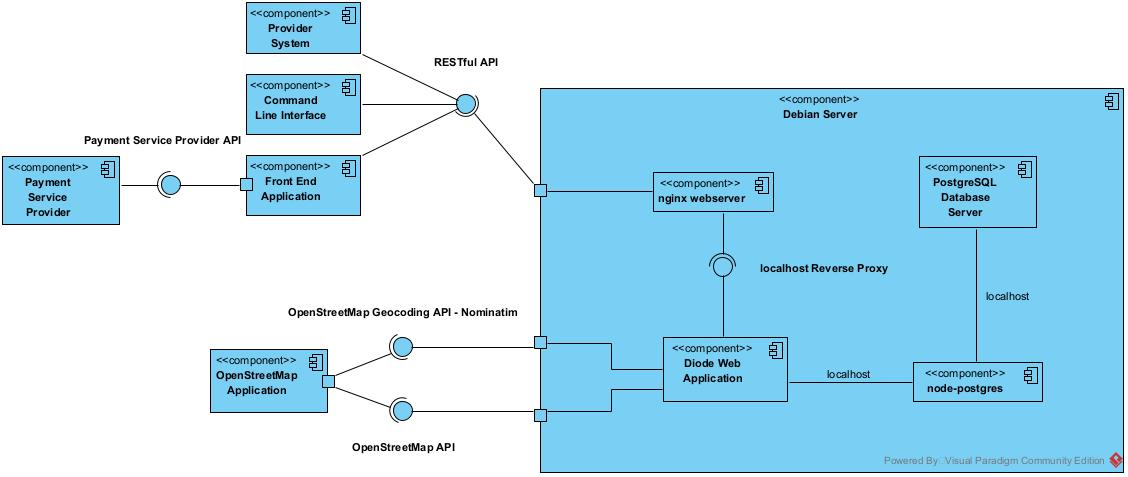 <<component>>
Provider
System
RESTful API
<<component>>
Command
Line Interface
<<component>>
Debian Server
Payment Service Provider API
<<component>>
Payment
Service
Provider
<<component>>
Front End
Application
<<component>>
nginx webserver
<<component>>
PostgreSQL
Database
Server
localhost Reverse Proxy
localhost
OpenStreetMap Geocoding API - Nominatim
<<component>>
OpenStreetMap
Application
<<component>>
Diode Web
Application
localhost
<<component>>
node-postgres
OpenStreetMap API
Powered By Visual Paradigm Community Edition